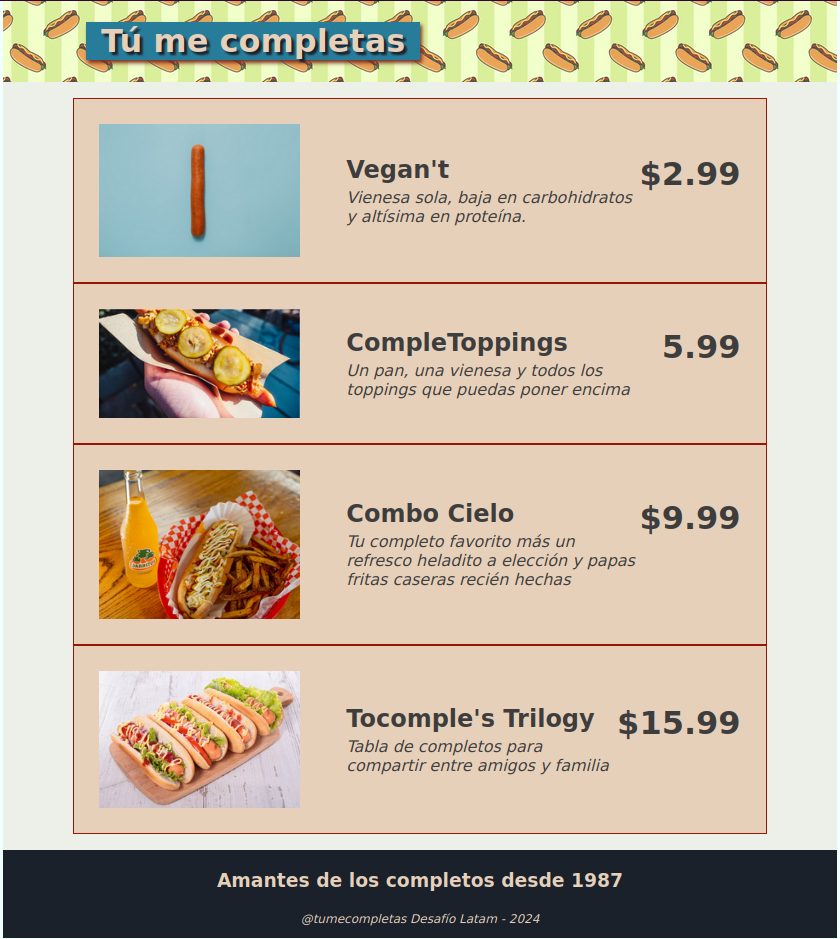 Tú me completas
Vegan't
$2.99
Vienesa sola, baja en carbohidratos
y altísima en proteína.
CompleToppings
5.99
Un pan, una vienesa y todos los
toppings que puedas poner encima
Combo Cielo
$9.99
Tu completo favorito más un
refresco heladito a elección y papas
fritas caseras recién hechas
JARRITOS
Tocomple's Trilogy
$15.99
Tabla de completos para
compartir entre amigos y familia
Amantes de los completos desde 1987
@tumecompletas Desafío Latam - 2024